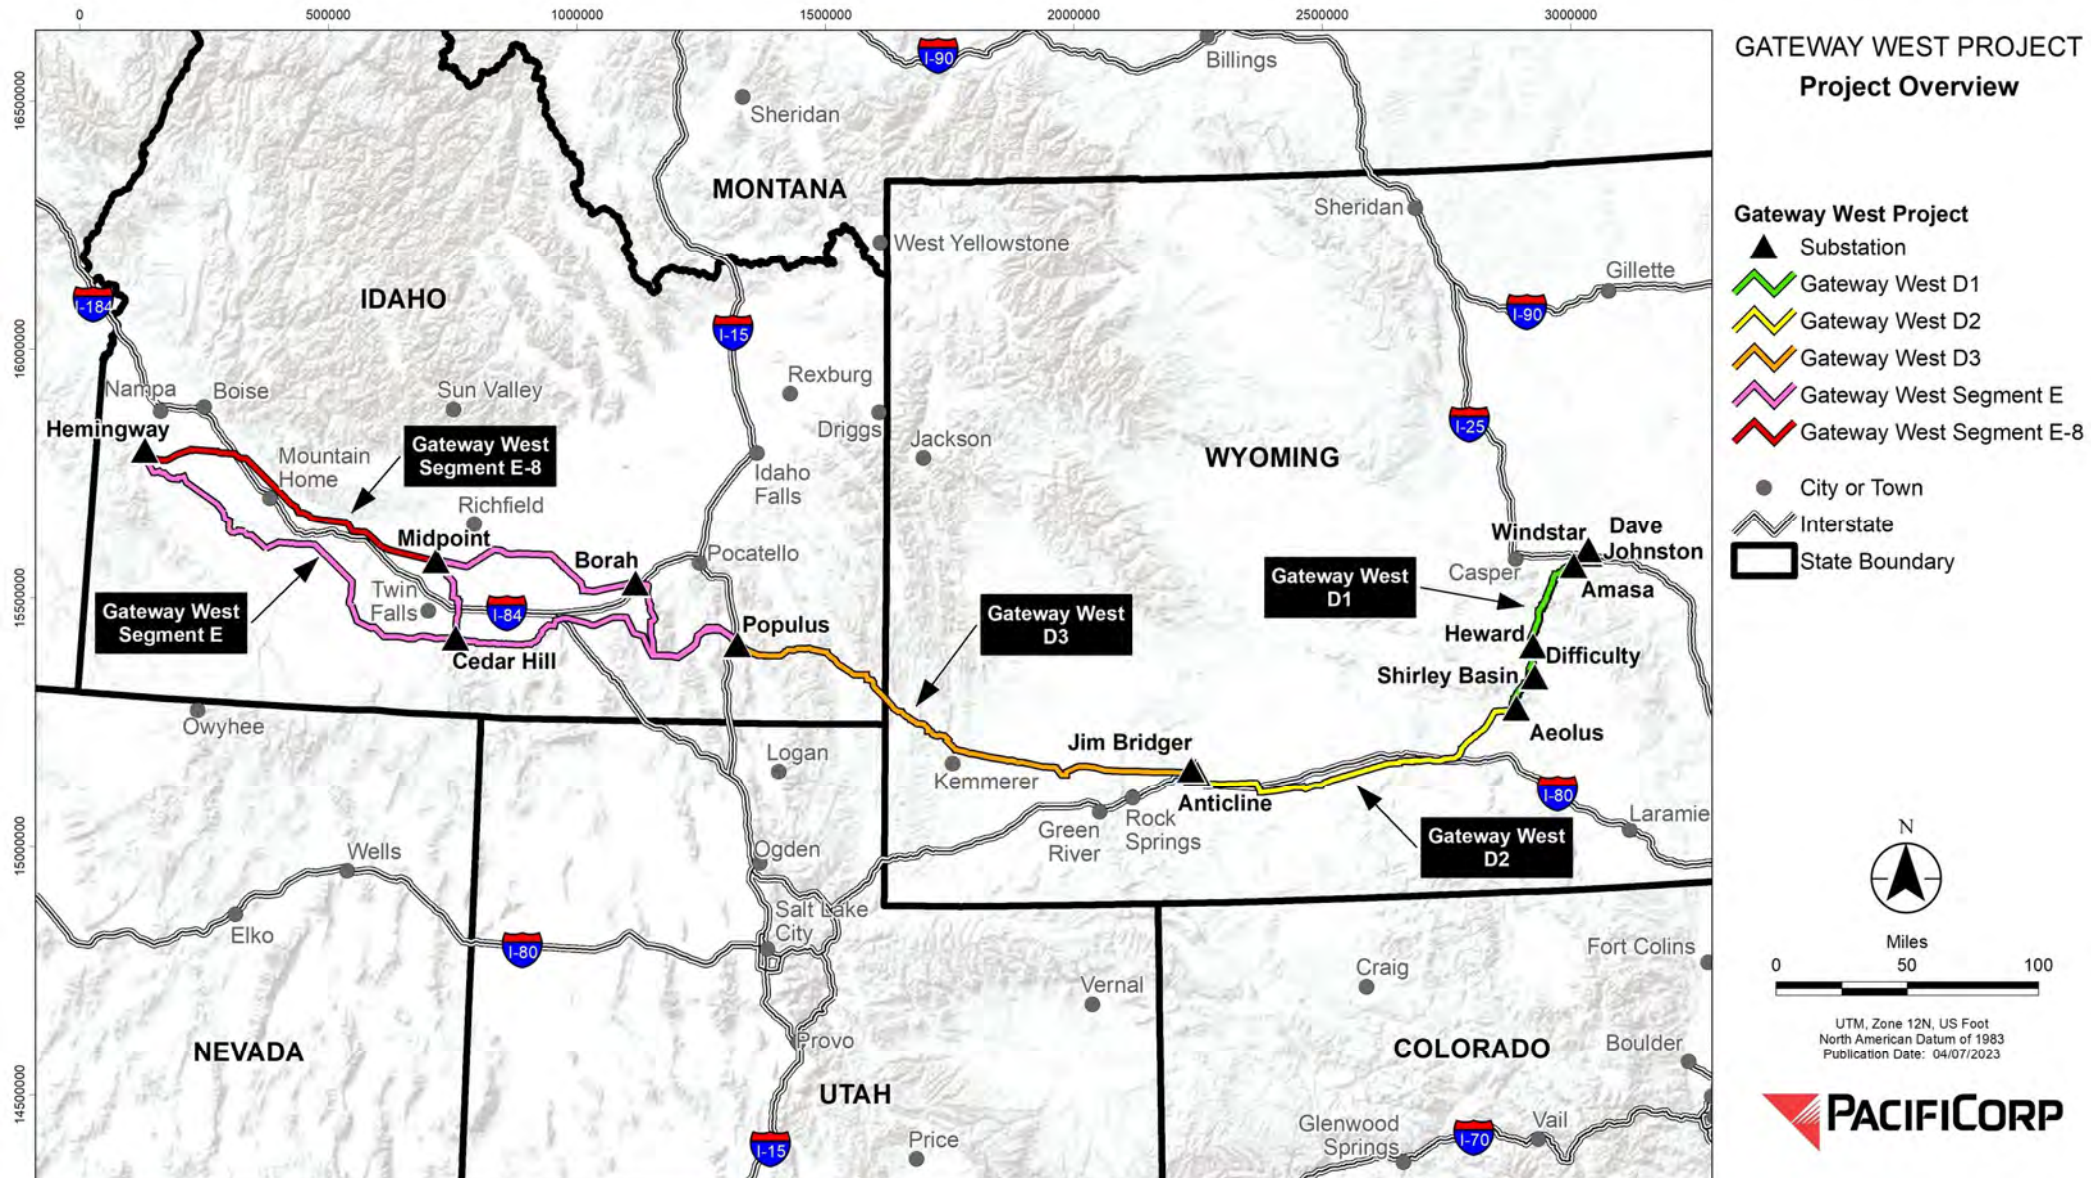 0 500000 1000000 1500000 2000000 2500000 3000000
16500000
16000000
15500000
15000000
14500000
GATEWAY WEST PROJECT
Project Overview
Gateway West Project
Substation
Gateway West D1
Gateway West D2
Gateway West D3
Gateway West Segment E
Gateway West Segment E-8
City or Town
Interstate
State Boundary
N
Miles
0 50 100
UTM, Zone 12N, US Foot
North American Datum of 1983
Publication Date: 04/07/2023
PACIFICORP
I-90
Billings
Sheridan
MONTANA
Sheridan
West Yellowstone
Gillette
IDAHO
I-184
I-15
I-90
Rexburg
Nampa
Boise
Sun Valley
Driggs
Jackson
I-25
Hemingway
Mountain
Home
Gateway West
Segment E-8
Idaho
Falls
WYOMING
Richfield
Midpoint
Borah
Pocatello
Windstar
Dave
Johnston
Casper
Amasa
Gateway West
D1
Twin
Falls
I-84
Gateway West
Segment E
Populus
Gateway West
D3
Heward
Difficulty
Cedar Hill
Shirley Basin
Owyhee
Aeolus
Jim Bridger
Logan
Kemmerer
Anticline
I-80
Laramie
Green
River
Rock
Springs
Gateway West
D2
Wells
Ogden
Elko
Salt Lake
City
I-80
Fort Colins
Craig
Vernal
NEVADA
Provo
COLORADO
Boulder
UTAH
Glenwood
Springs
I-70
Vail
I-15
Price